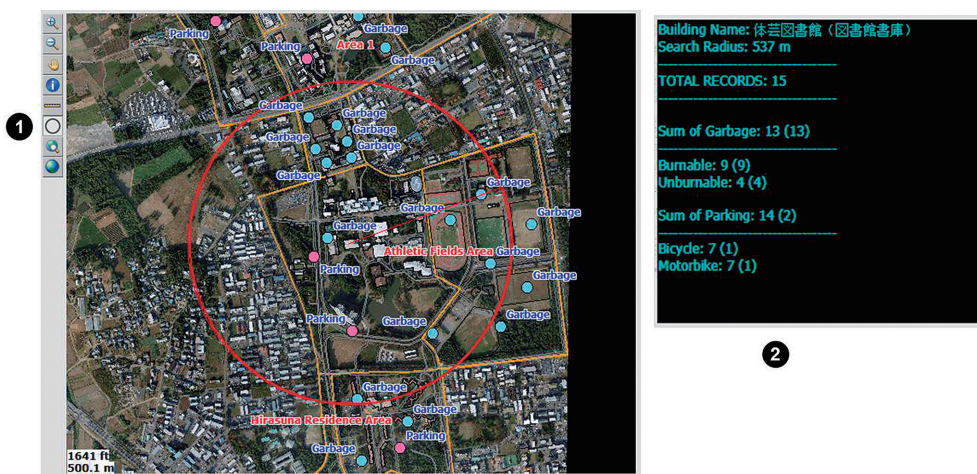 Parking
Garbage
Parking
Area 1
Garbage
Garbage
Garbage
Garbage
Garbage
Garbage
Garbage
Garbage
Garbage
Garbage
Athletic Fields Area
Garbage
Parking
Garbage
Parking
Garbage
Garbage
Garbage
Garbage
Hirasuna Residence Area
Parking
Garbage
1641 ft
500.1 m
1
Building Name: 体芸図書館（図書館書庫）
Search Radius: 537 m
TOTAL RECORDS: 15
Sum of Garbage: 13 (13)
Burnable: 9 (9)
Unburnable: 4 (4)
Sum of Parking: 14 (2)
Bicycle: 7 (1)
Motorbike: 7 (1)
2